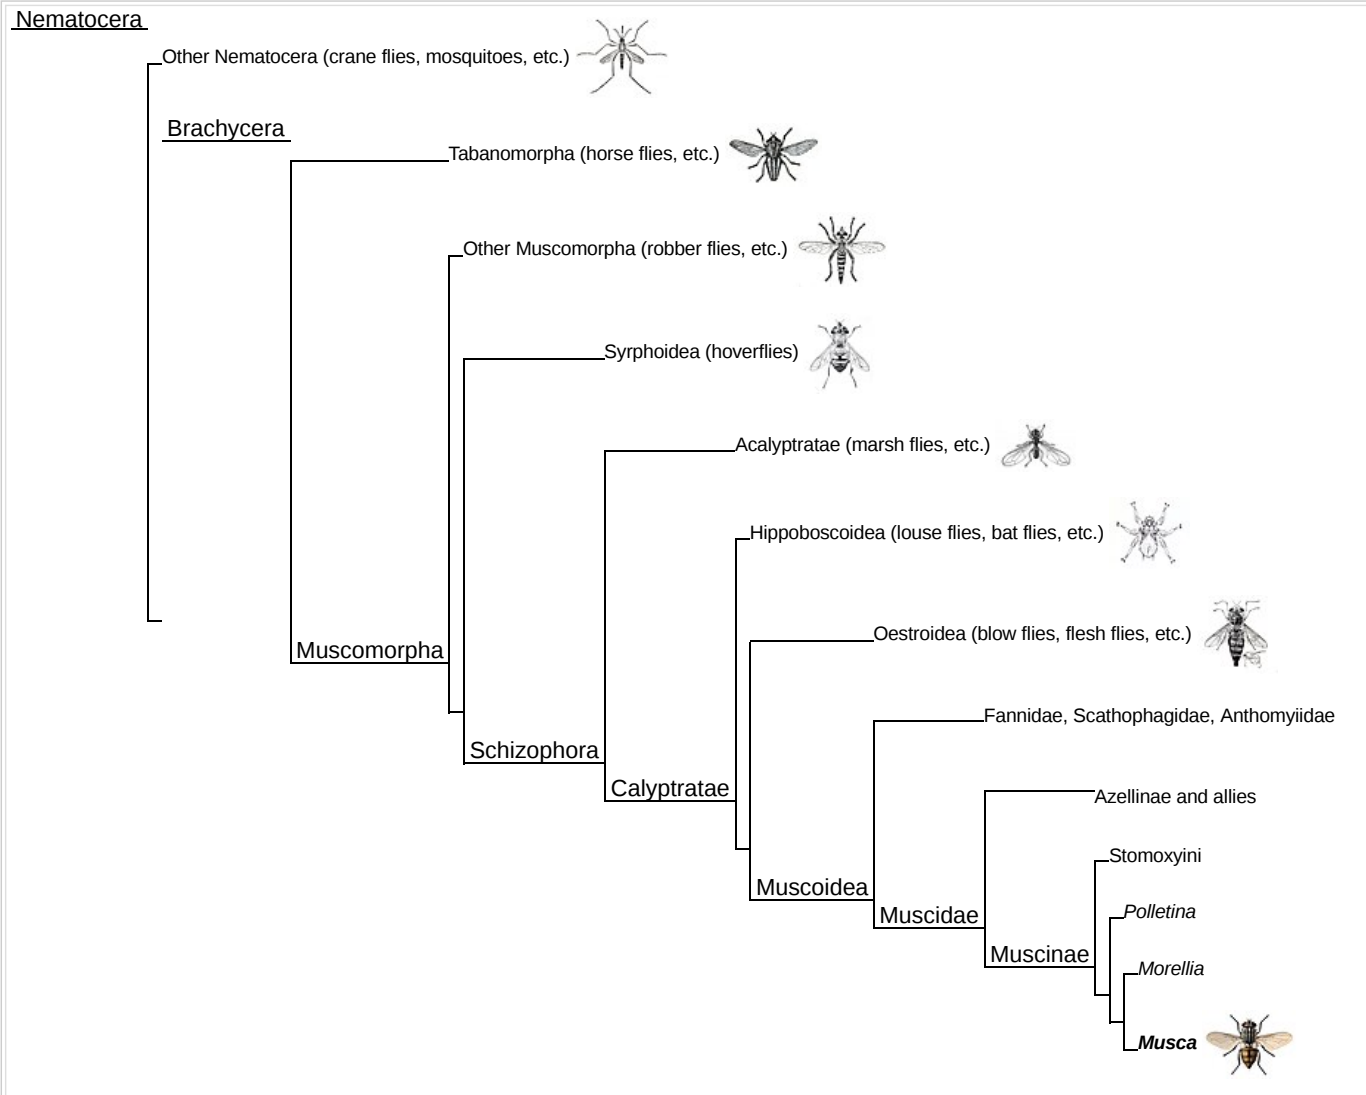 Nematocera
Other Nematocera (crane flies, mosquitoes, etc.)
Brachycera
Tabanomorpha (horse flies, etc.)
Other Muscomorpha (robber flies, etc.)
Syrphoidea (hoverflies)
Acalyptratae (marsh flies, etc.)
Hippoboscoidea (louse flies, bat flies, etc.)
Oestroidea (blow flies, flesh flies, etc.)
Muscomorpha
Fannidae, Scathophagidae, Anthomyiidae
Schizophora
Calyptratae
Azellinae and allies
Stomoxyini
Muscoidea
Polletina
Muscidae
Muscinae
Morellia
Musca